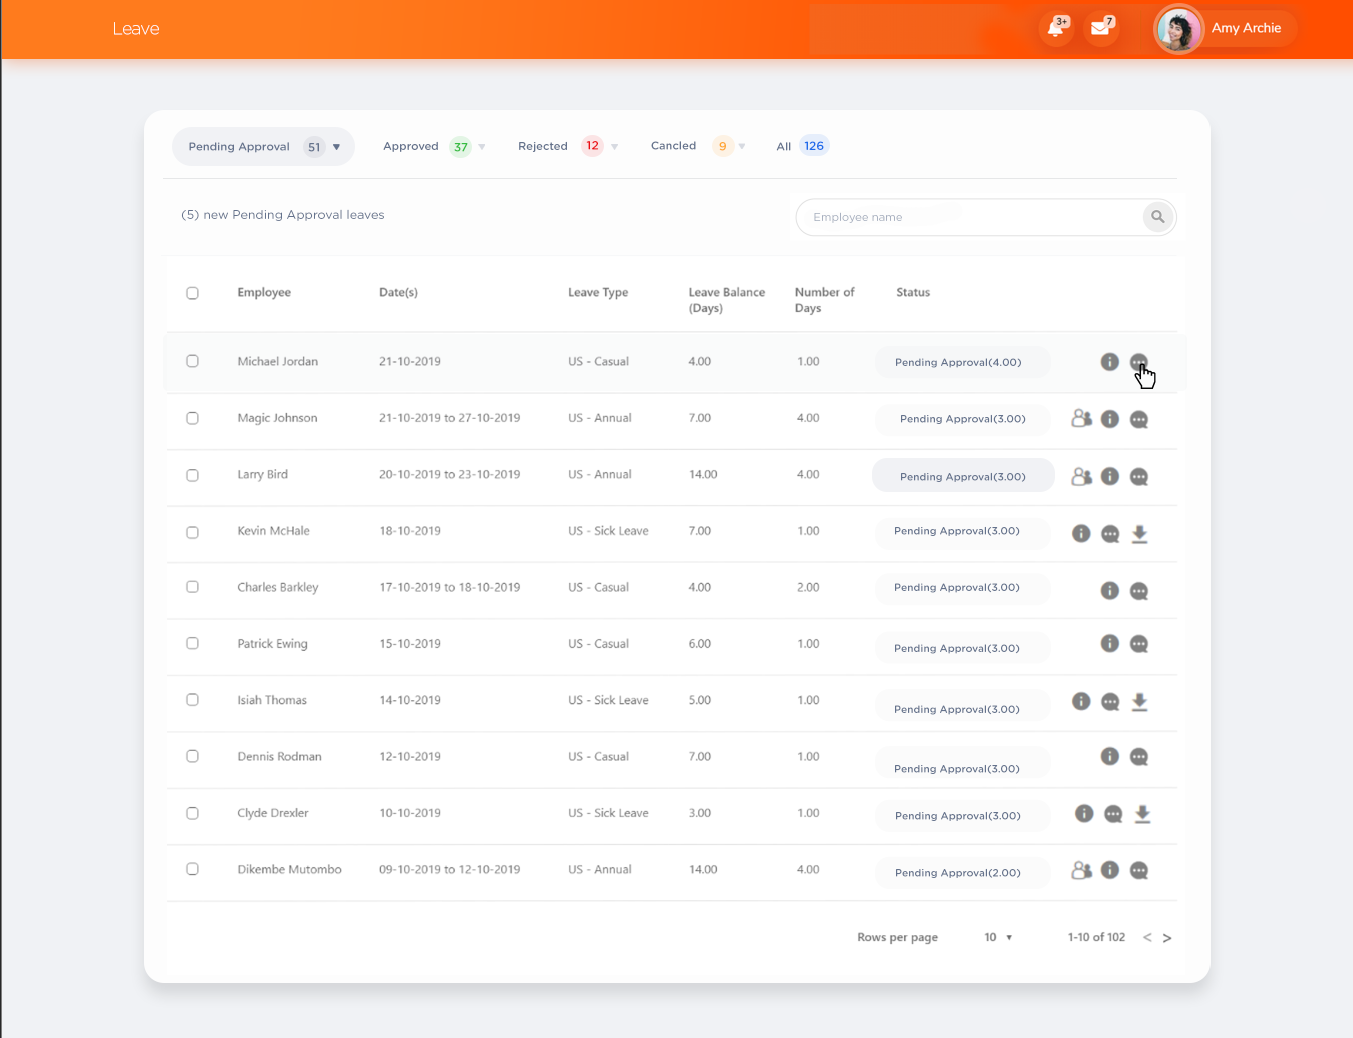 Leave
3+
7
Amy Archie
Pending Approval 51
Approved 37
Rejected 12
Cancled 9
All 126
(5) new Pending Approval leaves
Employee name
Employee Date(s) Leave Type Leave Balance (Days) Number of Days Status
Michael Jordan 21-10-2019 US - Casual 4.00 1.00 Pending Approval(4.00)
Magic Johnson 21-10-2019 to 27-10-2019 US - Annual 7.00 4.00 Pending Approval(3.00)
Larry Bird 20-10-2019 to 23-10-2019 US - Annual 14.00 4.00 Pending Approval(3.00)
Kevin McHale 18-10-2019 US - Sick Leave 7.00 1.00 Pending Approval(3.00)
Charles Barkley 17-10-2019 to 18-10-2019 US - Casual 4.00 2.00 Pending Approval(3.00)
Patrick Ewing 15-10-2019 US - Casual 6.00 1.00 Pending Approval(3.00)
Isiah Thomas 14-10-2019 US - Sick Leave 5.00 1.00 Pending Approval(3.00)
Dennis Rodman 12-10-2019 US - Casual 7.00 1.00 Pending Approval(3.00)
Clyde Drexler 10-10-2019 US - Sick Leave 3.00 1.00 Pending Approval(3.00)
Dikembe Mutombo 09-10-2019 to 12-10-2019 US - Annual 14.00 4.00 Pending Approval(2.00)
Rows per page 10 1-10 of 102 < >